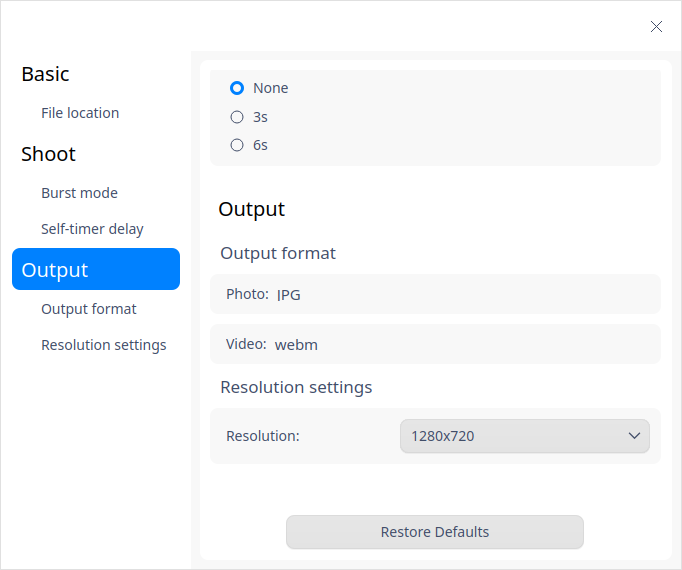 Basic
File location
Shoot
Burst mode
Self-timer delay
Output
Output format
Resolution settings
None
3s
6s
Output
Output format
Photo: JPG
Video: webm
Resolution settings
Resolution: 1280x720
Restore Defaults